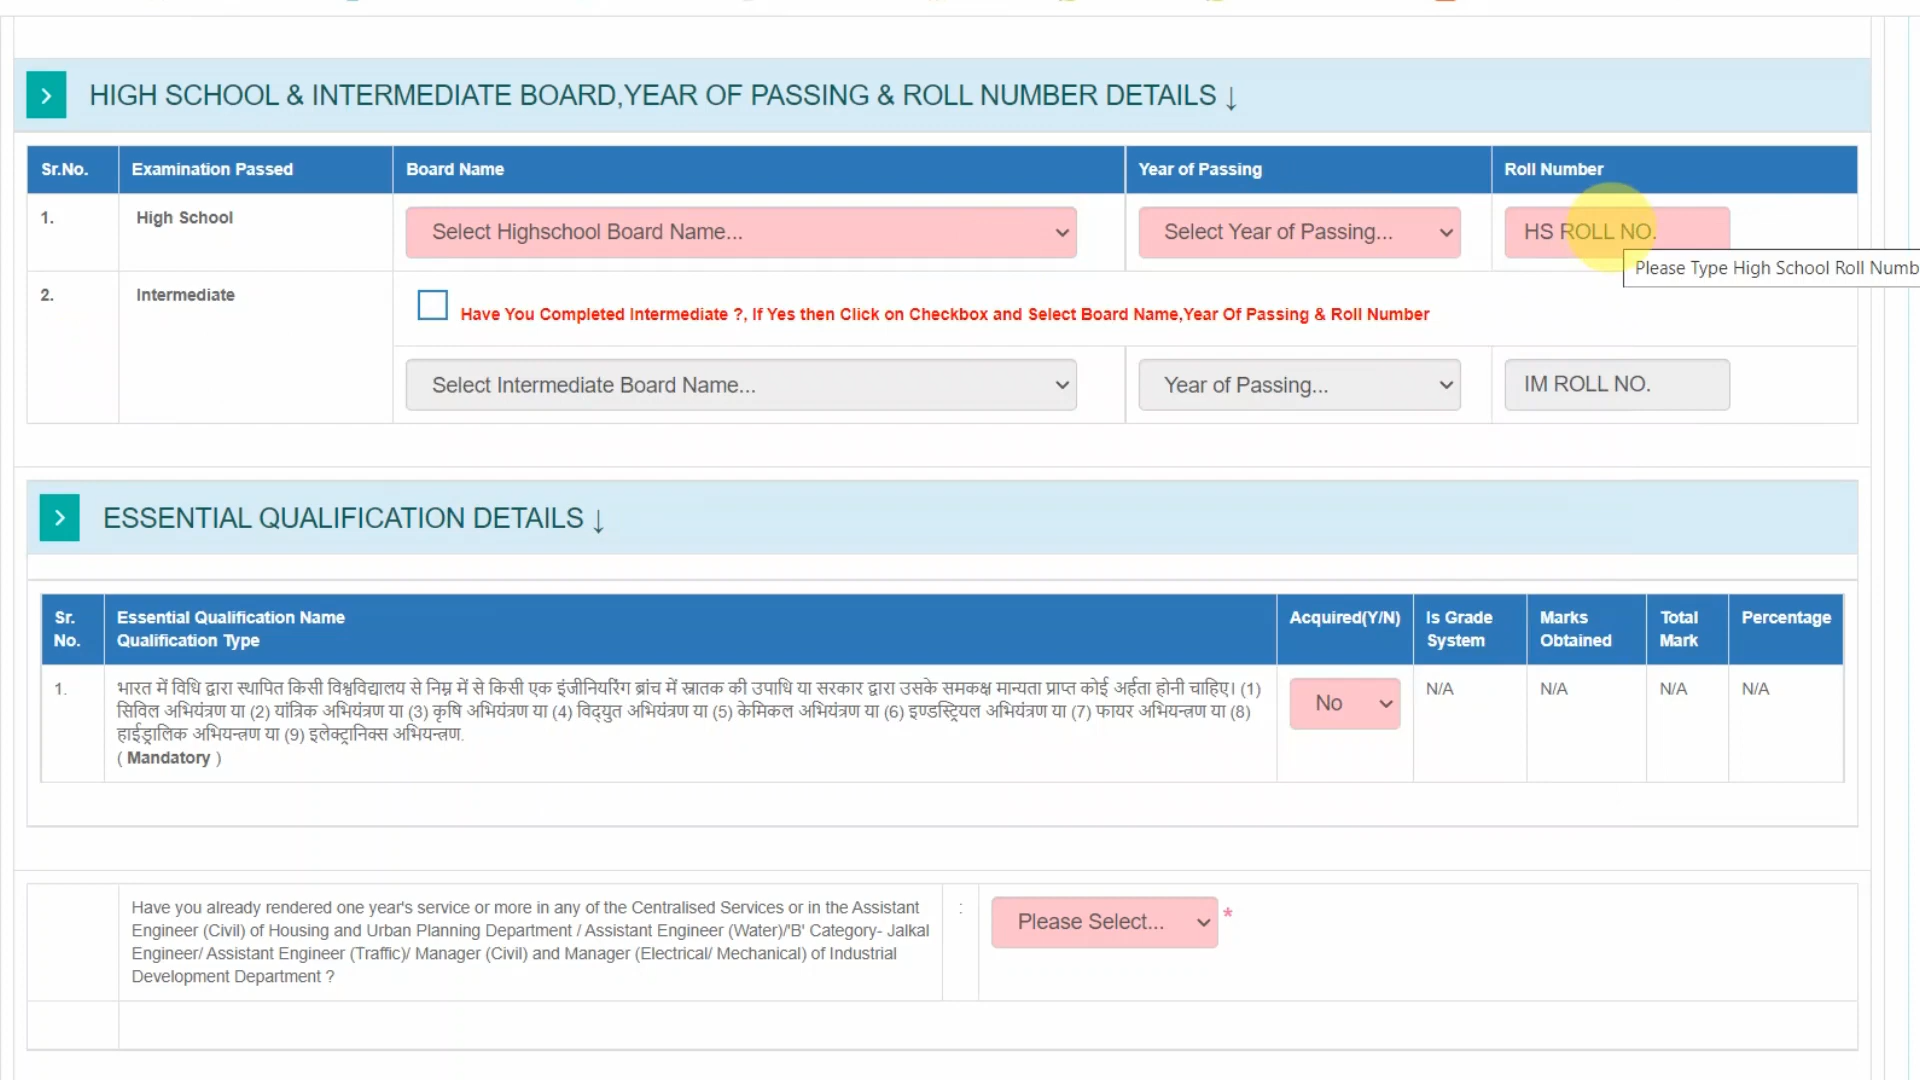 HIGH SCHOOL & INTERMEDIATE BOARD,YEAR OF PASSING & ROLL NUMBER DETAILS ↓
Sr.No. Examination Passed Board Name Year of Passing Roll Number
1. High School Select Highschool Board Name... Select Year of Passing... HS ROLL NO.
Please Type High School Roll Numb
2. Intermediate
Have You Completed Intermediate ?, If Yes then Click on Checkbox and Select Board Name,Year Of Passing & Roll Number
Select Intermediate Board Name... Year of Passing... IM ROLL NO.
ESSENTIAL QUALIFICATION DETAILS ↓
Sr. Essential Qualification Name Acquired(Y/N) Is Grade Marks Total Percentage
No. Qualification Type System Obtained Mark
1. भारत में विधि द्वारा स्थापित किसी विश्वविद्यालय से निम्न में से किसी एक इंजीनियरिंग ब्रांच में स्नातक की उपाधि या सरकार द्वारा उसके समकक्ष मान्यता प्राप्त कोई अर्हता होनी चाहिए। (1) No N/A N/A N/A N/A
सिविल अभियंत्रण या (2) यांत्रिक अभियंत्रण या (3) कृषि अभियंत्रण या (4) विद्युत अभियंत्रण या (5) केमिकल अभियंत्रण या (6) इण्डस्ट्रियल अभियंत्रण या (7) फायर अभियन्त्रण या (8)
हाईड्रालिक अभियन्त्रण या (9) इलेक्ट्रानिक्स अभियन्त्रण.
( Mandatory )
Have you already rendered one year's service or more in any of the Centralised Services or in the Assistant : Please Select... *
Engineer (Civil) of Housing and Urban Planning Department / Assistant Engineer (Water)/'B' Category- Jalkal
Engineer/ Assistant Engineer (Traffic)/ Manager (Civil) and Manager (Electrical/ Mechanical) of Industrial
Development Department ?